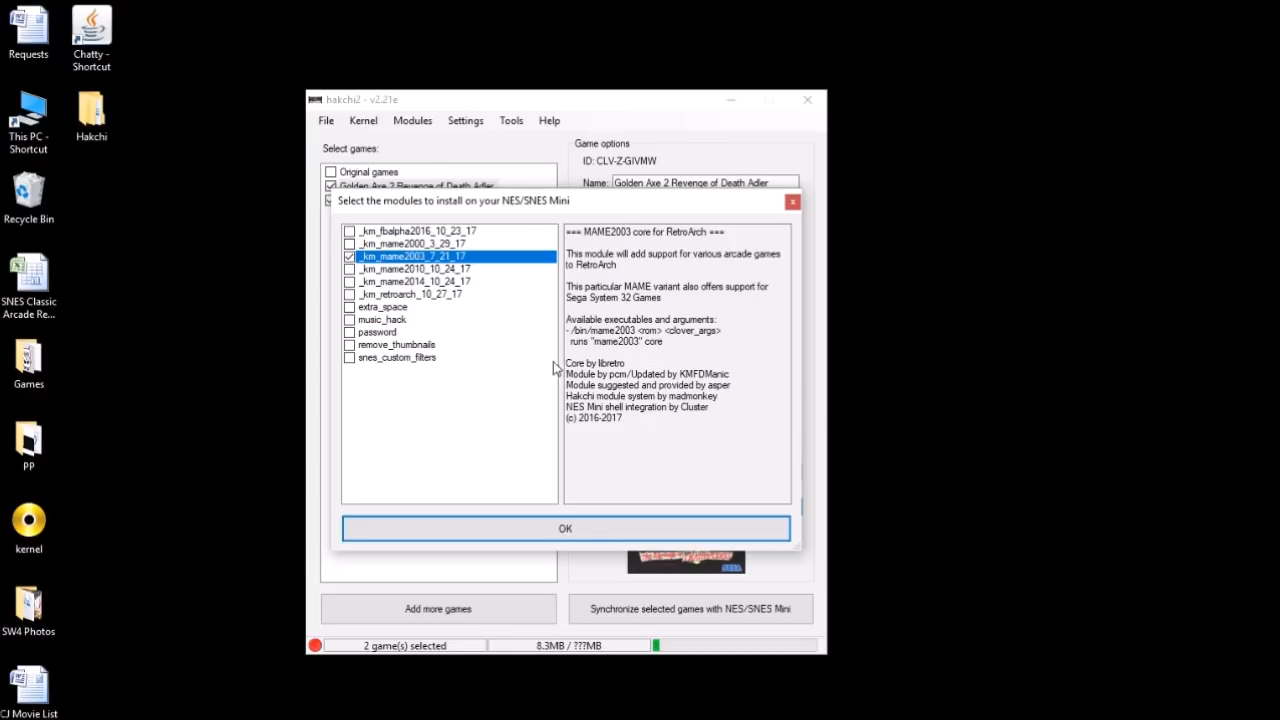 Requests
Chatty -
Shortcut
This PC -
Shortcut
Hakchi
Recycle Bin
SNES Classic
Arcade Re...
Games
PP
kernel
SW4 Photos
CJ Movie List
hakchi2 - v2.21e
File Kernel Modules Settings Tools Help
Select games:
Original games
Golden Axe 2 Revenge of Death Adler
Game options
ID: CLV-Z-GIVMW
Name: Golden Axe 2 Revenge of Death Adler
Select the modules to install on your NES/SNES Mini
_km_fbalpha2016_10_23_17
_km_mame2000_3_29_17
_km_mame2003_7_21_17
_km_mame2010_10_24_17
_km_mame2014_10_24_17
_km_retroarch_10_27_17
extra_space
music_hack
password
remove_thumbnails
snes_custom_filters
=== MAME2003 core for RetroArch ===
This module will add support for various arcade games
to RetroArch
This particular MAME variant also offers support for
Sega System 32 Games
Available executables and arguments:
- /bin/mame2003 <rom> <clover_args>
runs "mame2003" core
Core by libretro
Module by pcm/Updated by KMFDManic
Module suggested and provided by asper
Hakchi module system by madmonkey
NES Mini shell integration by Cluster
(c) 2016-2017
OK
SEGA
Add more games
Synchronize selected games with NES/SNES Mini
2 game(s) selected
8.3MB / ???MB